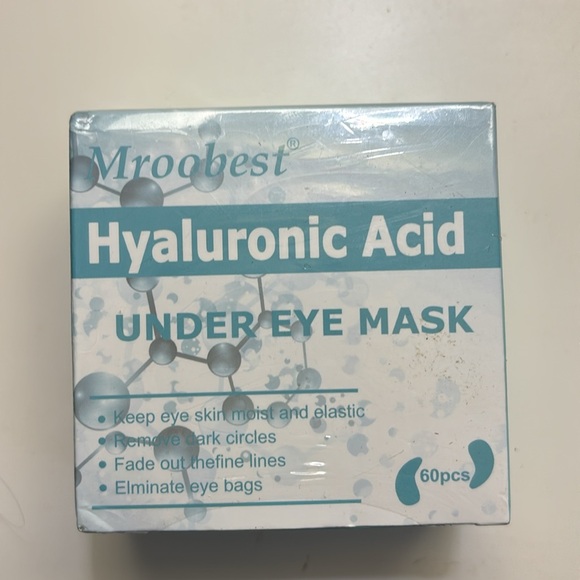 Mroobest®
Hyaluronic Acid
UNDER EYE MASK
• Keep eye skin moist and elastic
• Remove dark circles
• Fade out thefine lines
• Elminate eye bags
60pcs